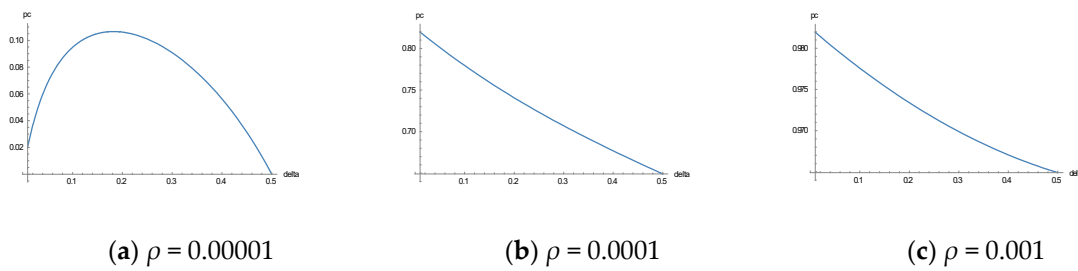 pc
0.10
0.08
0.06
0.04
0.02
0.1 0.2 0.3 0.4 0.5 delta
pc
0.80
0.75
0.70
0.1 0.2 0.3 0.4 0.5 delta
pc
0.980
0.975
0.970
0.1 0.2 0.3 0.4 0.5 del
(a) ρ = 0.00001
(b) ρ = 0.0001
(c) ρ = 0.001